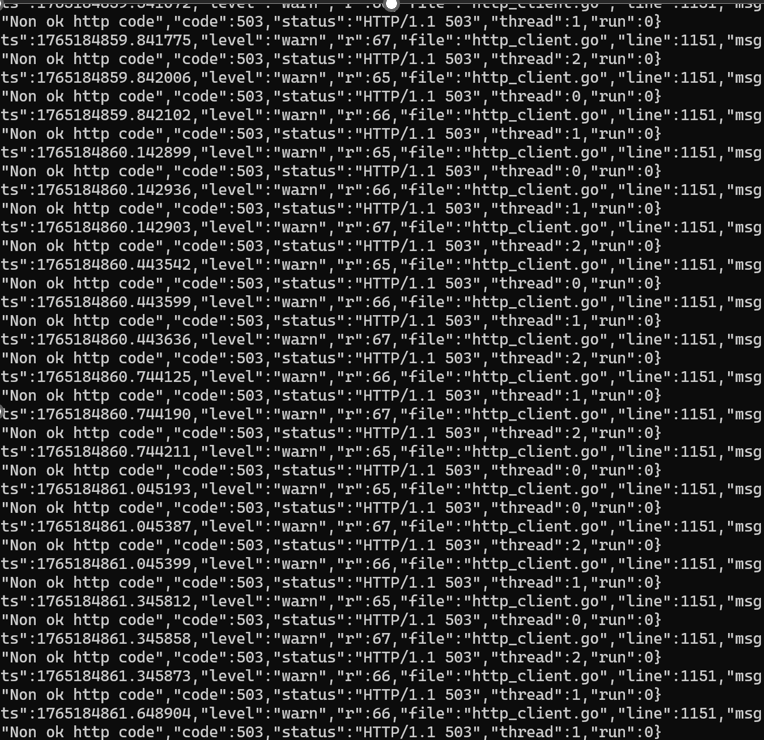 "Non ok http code","code":503,"status":"HTTP/1.1 503","thread":1,"run":0}
ts":1765184859.841775,"level":"warn","r":67,"file":"http_client.go","line":1151,"msg
"Non ok http code","code":503,"status":"HTTP/1.1 503","thread":2,"run":0}
ts":1765184859.842006,"level":"warn","r":65,"file":"http_client.go","line":1151,"msg
"Non ok http code","code":503,"status":"HTTP/1.1 503","thread":0,"run":0}
ts":1765184859.842102,"level":"warn","r":66,"file":"http_client.go","line":1151,"msg
"Non ok http code","code":503,"status":"HTTP/1.1 503","thread":1,"run":0}
ts":1765184860.142899,"level":"warn","r":65,"file":"http_client.go","line":1151,"msg
"Non ok http code","code":503,"status":"HTTP/1.1 503","thread":0,"run":0}
ts":1765184860.142936,"level":"warn","r":66,"file":"http_client.go","line":1151,"msg
"Non ok http code","code":503,"status":"HTTP/1.1 503","thread":1,"run":0}
ts":1765184860.142903,"level":"warn","r":67,"file":"http_client.go","line":1151,"msg
"Non ok http code","code":503,"status":"HTTP/1.1 503","thread":2,"run":0}
ts":1765184860.443542,"level":"warn","r":65,"file":"http_client.go","line":1151,"msg
"Non ok http code","code":503,"status":"HTTP/1.1 503","thread":0,"run":0}
ts":1765184860.443599,"level":"warn","r":66,"file":"http_client.go","line":1151,"msg
"Non ok http code","code":503,"status":"HTTP/1.1 503","thread":1,"run":0}
ts":1765184860.443636,"level":"warn","r":67,"file":"http_client.go","line":1151,"msg
"Non ok http code","code":503,"status":"HTTP/1.1 503","thread":2,"run":0}
ts":1765184860.744125,"level":"warn","r":66,"file":"http_client.go","line":1151,"msg
"Non ok http code","code":503,"status":"HTTP/1.1 503","thread":1,"run":0}
ts":1765184860.744190,"level":"warn","r":67,"file":"http_client.go","line":1151,"msg
"Non ok http code","code":503,"status":"HTTP/1.1 503","thread":2,"run":0}
ts":1765184860.744211,"level":"warn","r":65,"file":"http_client.go","line":1151,"msg
"Non ok http code","code":503,"status":"HTTP/1.1 503","thread":0,"run":0}
ts":1765184861.045193,"level":"warn","r":65,"file":"http_client.go","line":1151,"msg
"Non ok http code","code":503,"status":"HTTP/1.1 503","thread":0,"run":0}
ts":1765184861.045387,"level":"warn","r":67,"file":"http_client.go","line":1151,"msg
"Non ok http code","code":503,"status":"HTTP/1.1 503","thread":2,"run":0}
ts":1765184861.045399,"level":"warn","r":66,"file":"http_client.go","line":1151,"msg
"Non ok http code","code":503,"status":"HTTP/1.1 503","thread":1,"run":0}
ts":1765184861.345812,"level":"warn","r":65,"file":"http_client.go","line":1151,"msg
"Non ok http code","code":503,"status":"HTTP/1.1 503","thread":0,"run":0}
ts":1765184861.345858,"level":"warn","r":67,"file":"http_client.go","line":1151,"msg
"Non ok http code","code":503,"status":"HTTP/1.1 503","thread":2,"run":0}
ts":1765184861.345873,"level":"warn","r":66,"file":"http_client.go","line":1151,"msg
"Non ok http code","code":503,"status":"HTTP/1.1 503","thread":1,"run":0}
ts":1765184861.648904,"level":"warn","r":66,"file":"http_client.go","line":1151,"msg
"Non ok http code","code":503,"status":"HTTP/1.1 503","thread":1,"run":0}